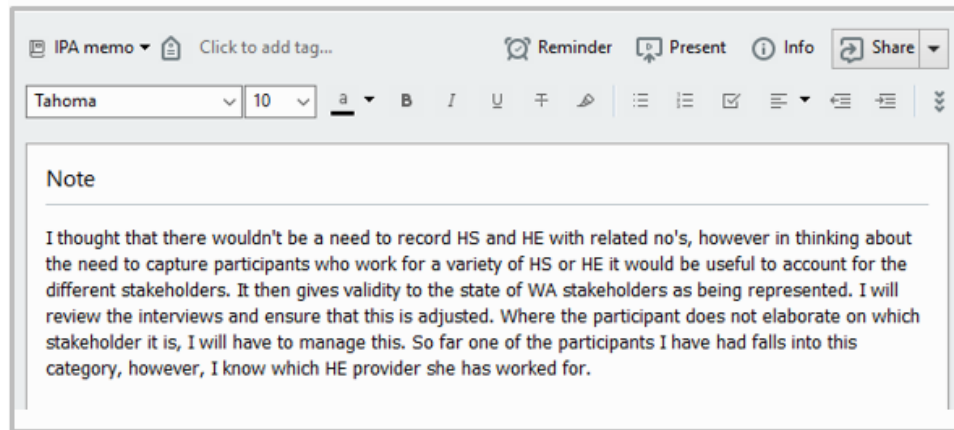 IPA memo Click to add tag... Reminder Present Info Share
Tahoma 10 a B I U T
Note
I thought that there wouldn't be a need to record HS and HE with related no's, however in thinking about
the need to capture participants who work for a variety of HS or HE it would be useful to account for the
different stakeholders. It then gives validity to the state of WA stakeholders as being represented. I will
review the interviews and ensure that this is adjusted. Where the participant does not elaborate on which
stakeholder it is, I will have to manage this. So far one of the participants I have had falls into this
category, however, I know which HE provider she has worked for.